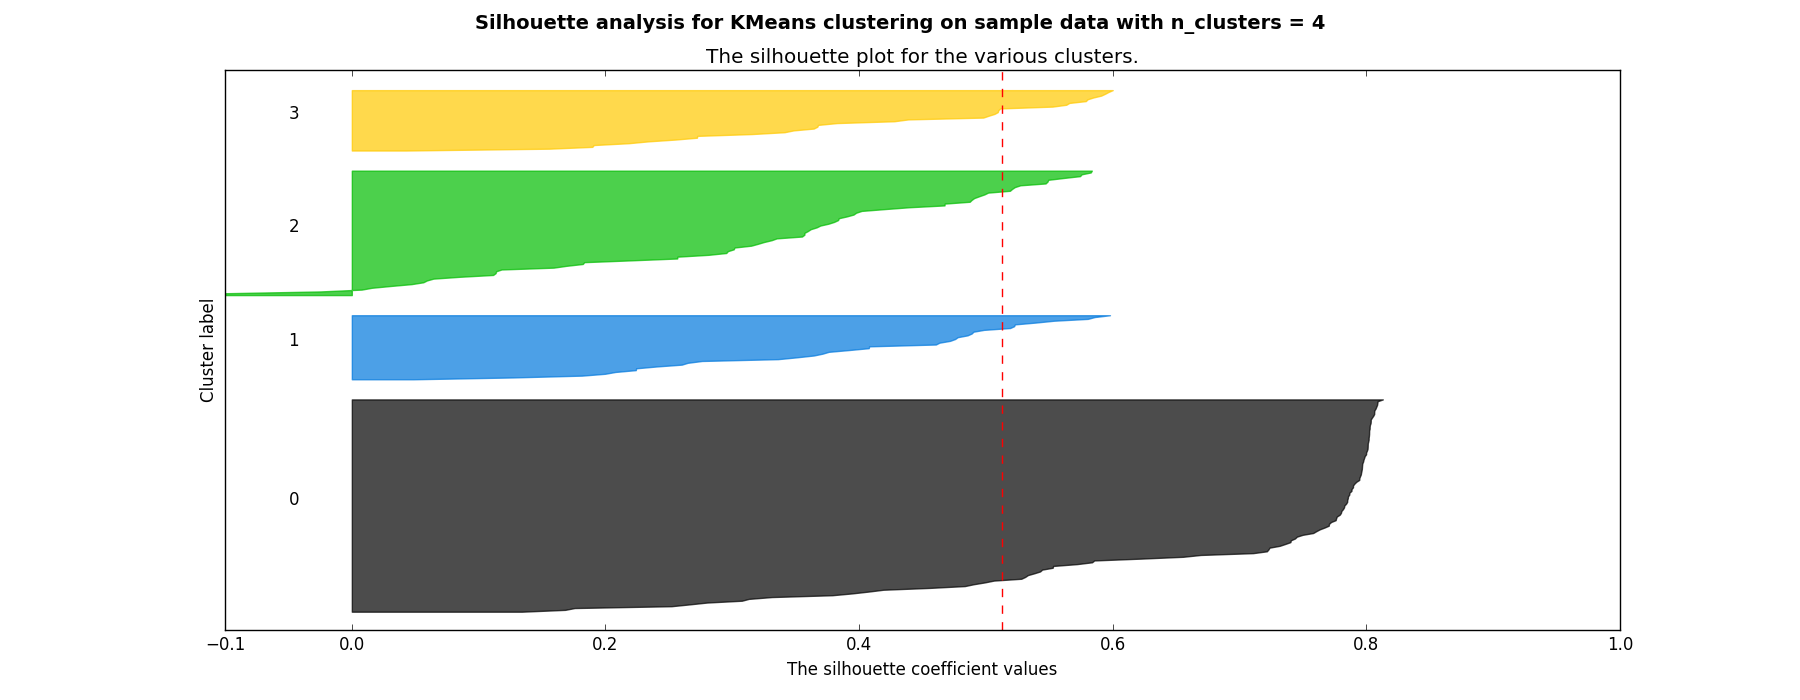 Silhouette analysis for KMeans clustering on sample data with n_clusters = 4
The silhouette plot for the various clusters.
3
2
1
0
Cluster label
−0.1 0.0 0.2 0.4 0.6 0.8 1.0
The silhouette coefficient values